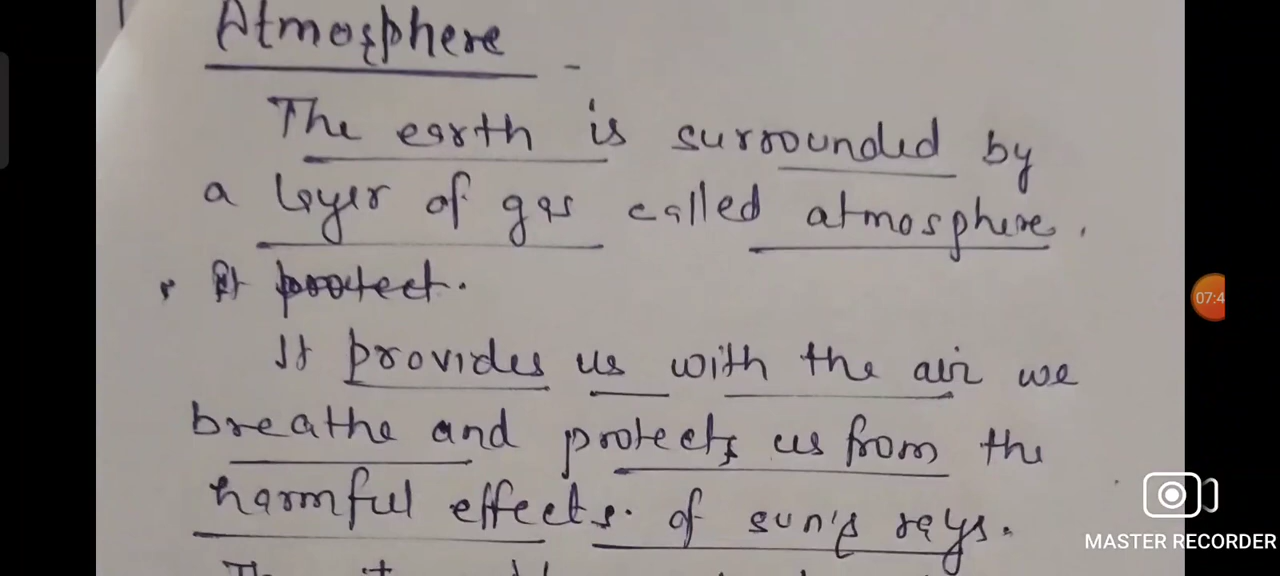 Atmosphere -
The earth is surrounded by
a layer of gas called atmosphere.
It protect.
It provides us with the air we
breathe and protects us from the
harmful effects. of sun's rays.
07:4
MASTER RECORDER